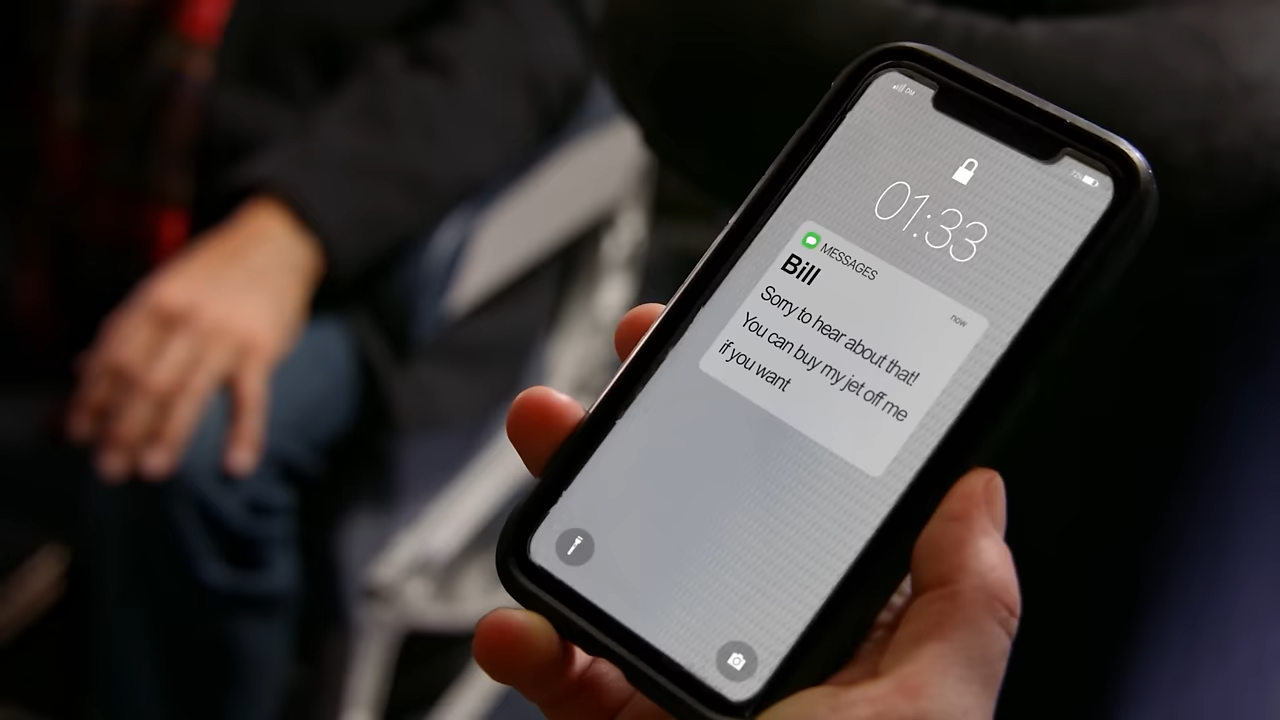 72%
01:33
MESSAGES
Bill
now
Sorry to hear about that!
You can buy my jet off me
if you want